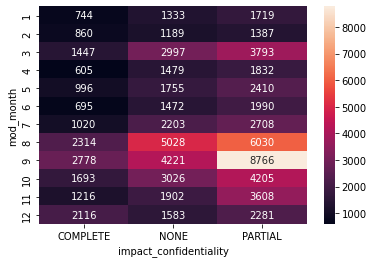 1 744 1333 1719
2 860 1189 1387
3 1447 2997 3793
4 605 1479 1832
5 996 1755 2410
6 695 1472 1990
7 1020 2203 2708
8 2314 5028 6030
9 2778 4221 8766
10 1693 3026 4205
11 1216 1902 3608
12 2116 1583 2281
COMPLETE NONE PARTIAL
impact_confidentiality
mod_month
8000
7000
6000
5000
4000
3000
2000
1000